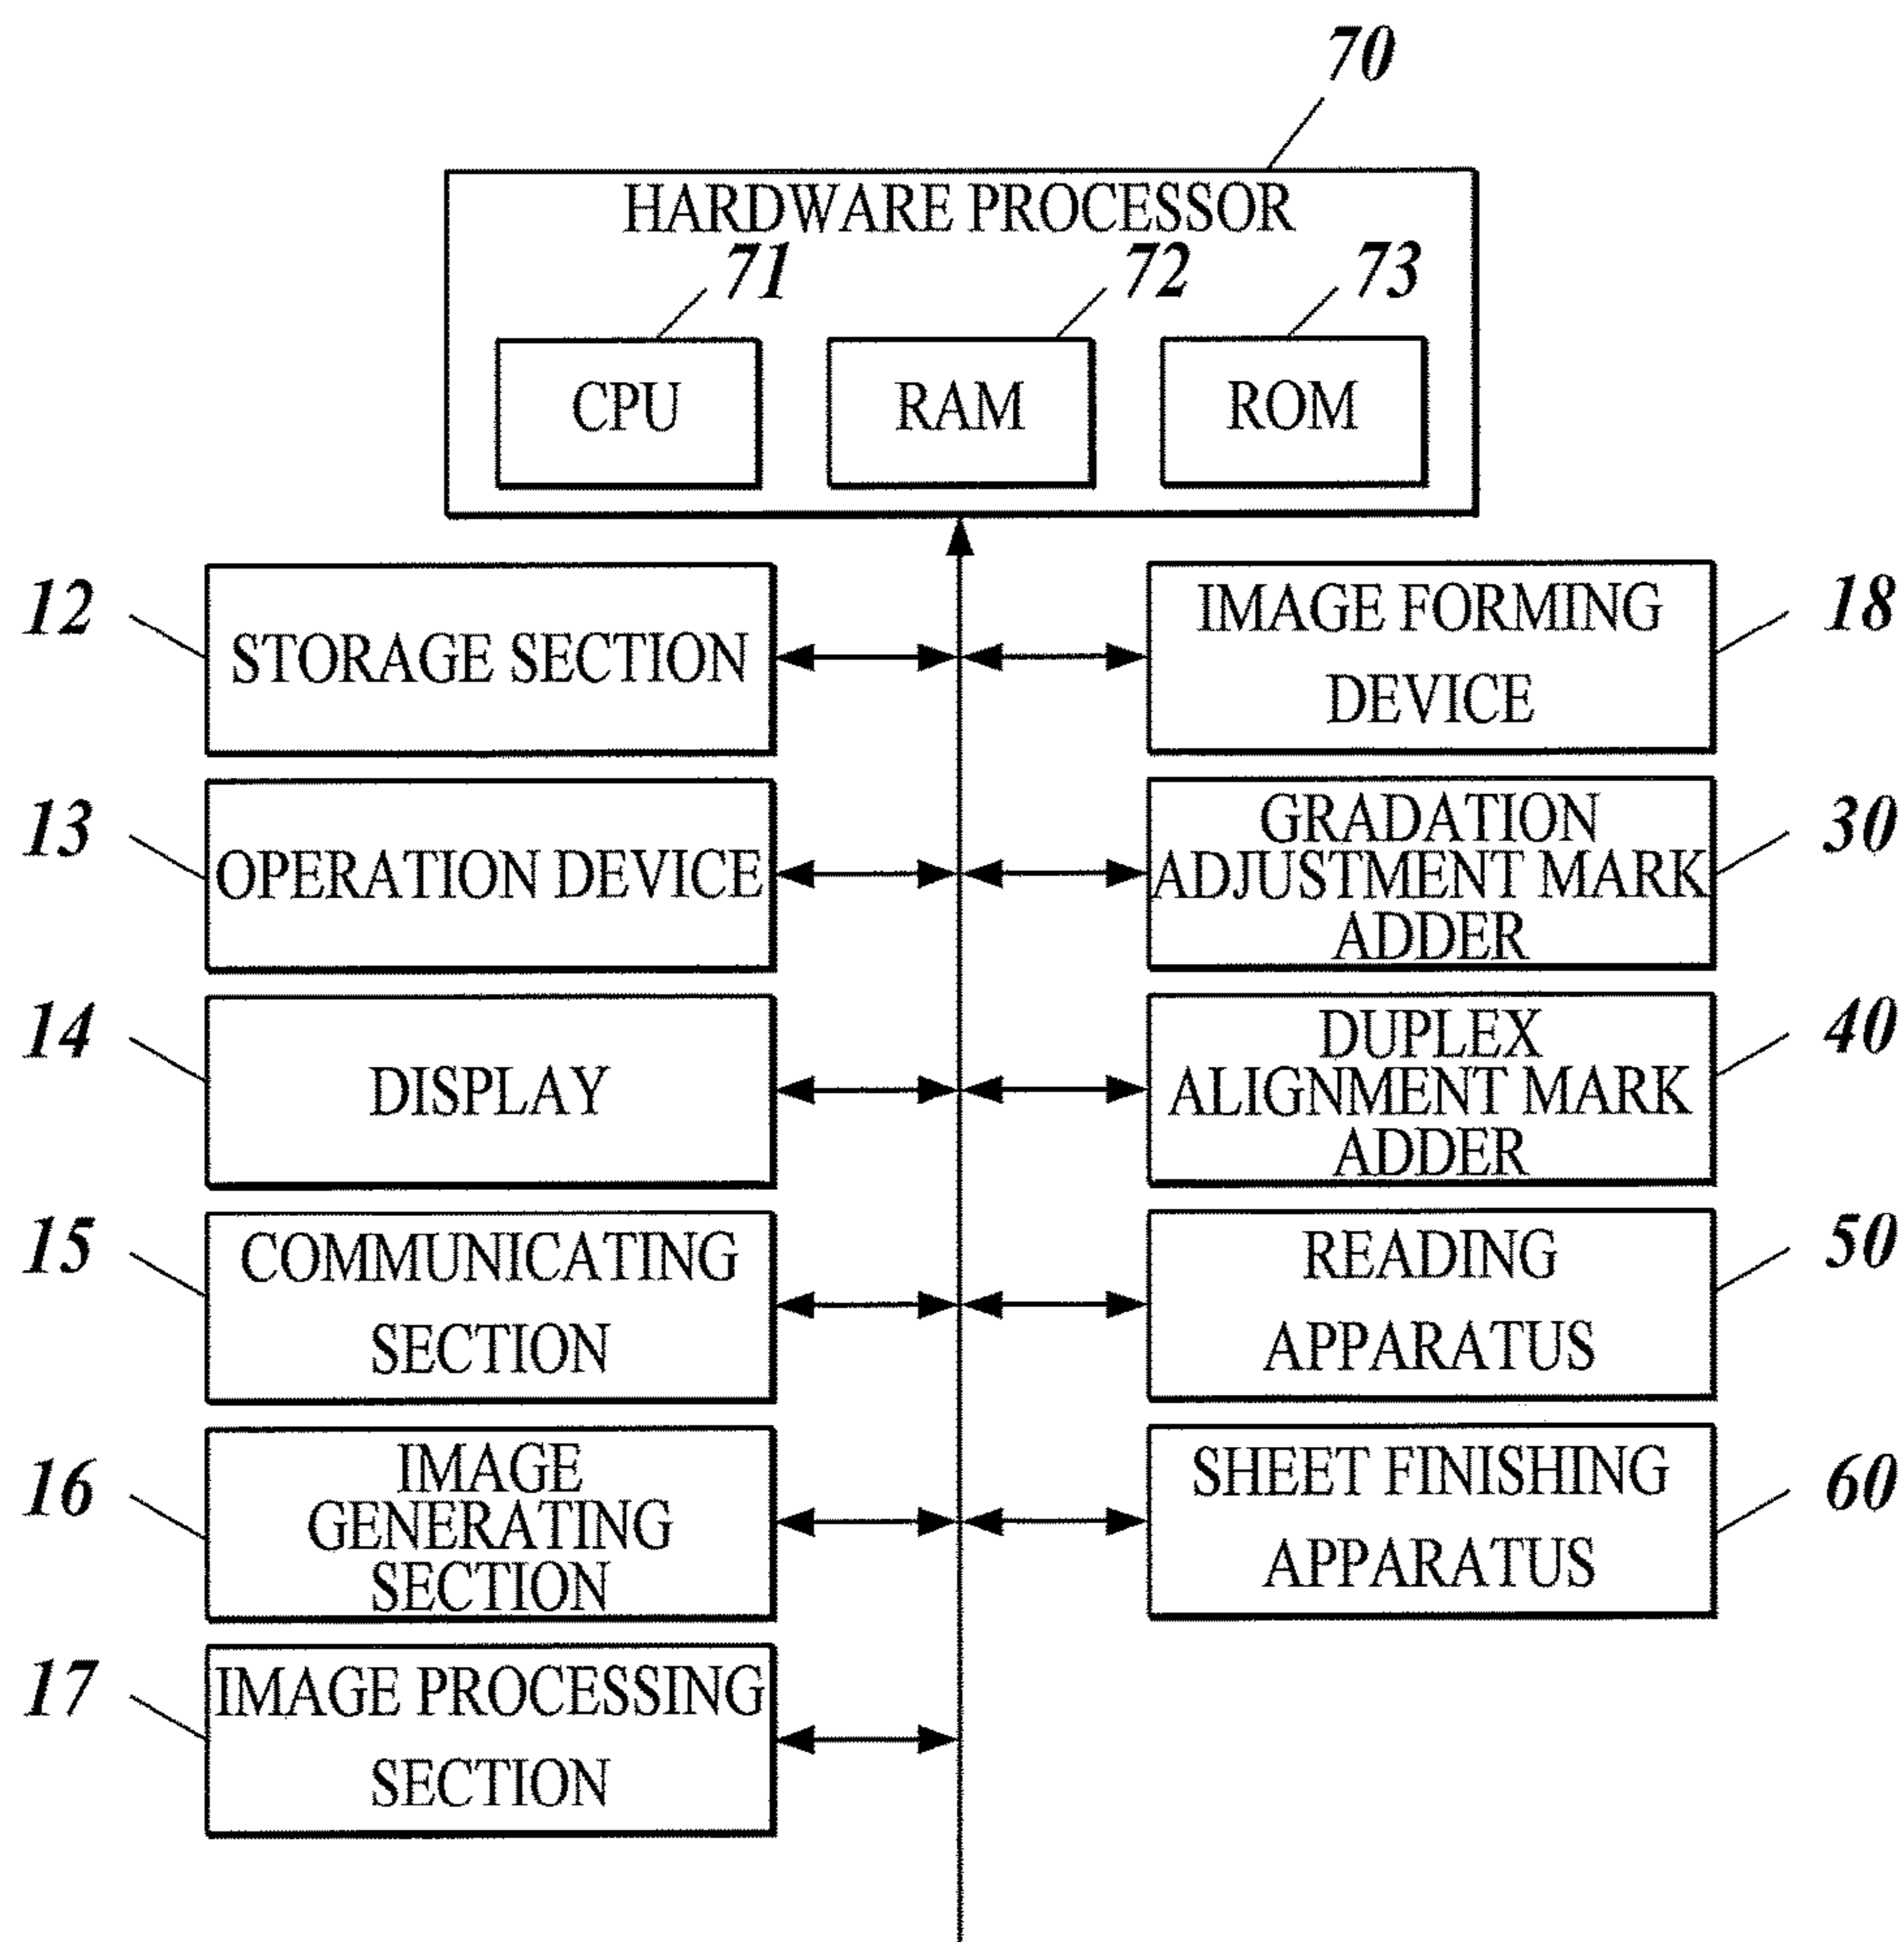 70
HARDWARE PROCESSOR
71
72
73
CPU
RAM
ROM
12
STORAGE SECTION
13
OPERATION DEVICE
14
DISPLAY
15
COMMUNICATING
SECTION
16
IMAGE
GENERATING
SECTION
17
IMAGE PROCESSING
SECTION
IMAGE FORMING
DEVICE
18
GRADATION
ADJUSTMENT MARK
ADDER
30
DUPLEX
ALIGNMENT MARK
ADDER
40
READING
APPARATUS
50
SHEET FINISHING
APPARATUS
60